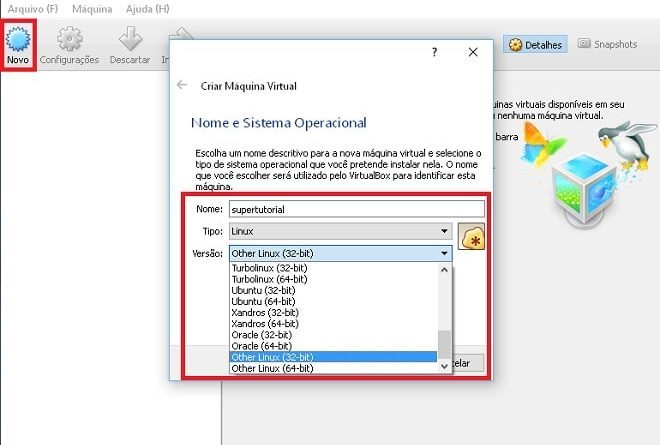 Arquivo (F) Máquina Ajuda (H)
Novo Configurações Descartar
Detalhes Snapshots
? ×
Criar Máquina Virtual
Nome e Sistema Operacional
Escolha um nome descritivo para a nova máquina virtual e selecione o
tipo de sistema operacional que você pretende instalar nela. O nome
que você escolher será utilizado pelo VirtualBox para identificar esta
máquina.
Nome: supertutorial
Tipo: Linux
Versão: Other Linux (32-bit)
Turbolinux (32-bit)
Turbolinux (64-bit)
Ubuntu (32-bit)
Ubuntu (64-bit)
Xandros (32-bit)
Xandros (64-bit)
Oracle (32-bit)
Oracle (64-bit)
Other Linux (32-bit)
Other Linux (64-bit)
elar
uinas virtuais disponíveis em seu
nenhuma máquina virtual.
barra